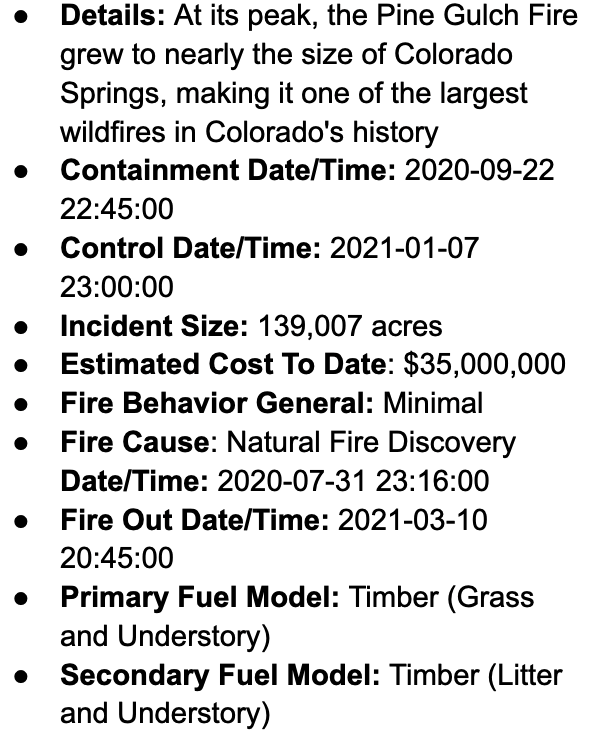 ● Details: At its peak, the Pine Gulch Fire
grew to nearly the size of Colorado
Springs, making it one of the largest
wildfires in Colorado's history
● Containment Date/Time: 2020-09-22
22:45:00
● Control Date/Time: 2021-01-07
23:00:00
● Incident Size: 139,007 acres
● Estimated Cost To Date: $35,000,000
● Fire Behavior General: Minimal
● Fire Cause: Natural Fire Discovery
Date/Time: 2020-07-31 23:16:00
● Fire Out Date/Time: 2021-03-10
20:45:00
● Primary Fuel Model: Timber (Grass
and Understory)
● Secondary Fuel Model: Timber (Litter
and Understory)